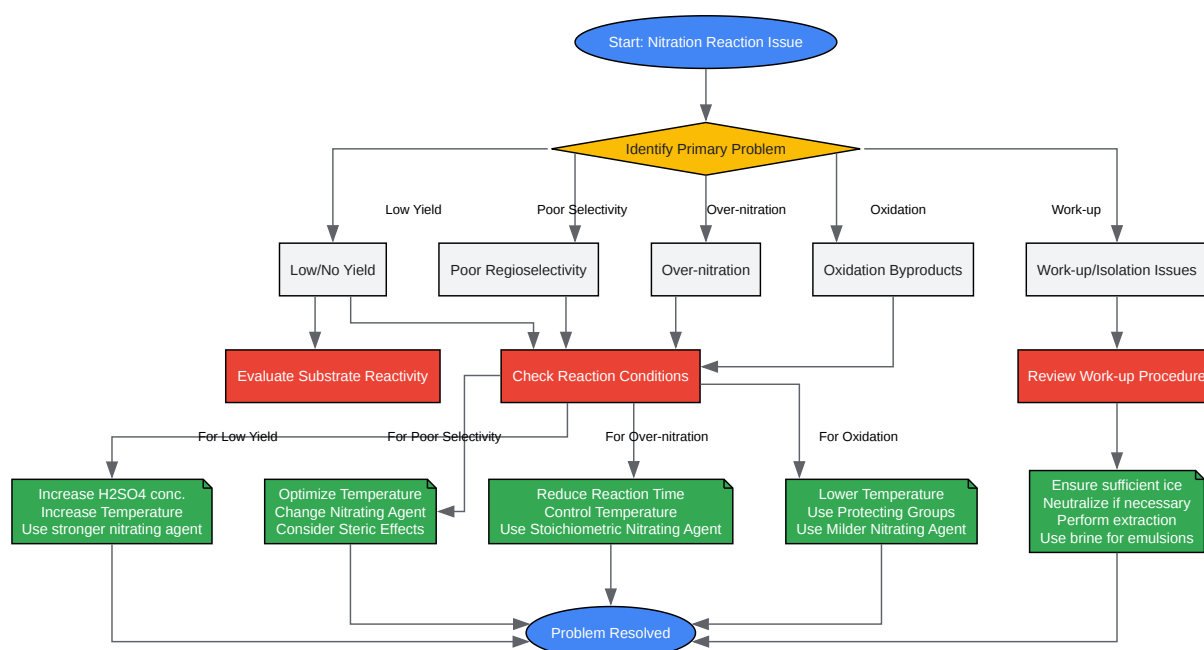 Start: Nitration Reaction Issue
Identify Primary Problem
Low Yield
Poor Selectivity
Over-nitration
Oxidation
Work-up
Low/No Yield
Poor Regioselectivity
Over-nitration
Oxidation Byproducts
Work-up/Isolation Issues
Evaluate Substrate Reactivity
Check Reaction Conditions
Review Work-up Procedure
For Low Yield
For Poor Selectivity
For Over-nitration
For Oxidation
Increase H2SO4 conc.
Increase Temperature
Use stronger nitrating agent
Optimize Temperature
Change Nitrating Agent
Consider Steric Effects
Reduce Reaction Time
Control Temperature
Use Stoichiometric Nitrating Agent
Lower Temperature
Use Protecting Groups
Use Milder Nitrating Agent
Ensure sufficient ice
Neutralize if necessary
Perform extraction
Use brine for emulsions
Problem Resolved